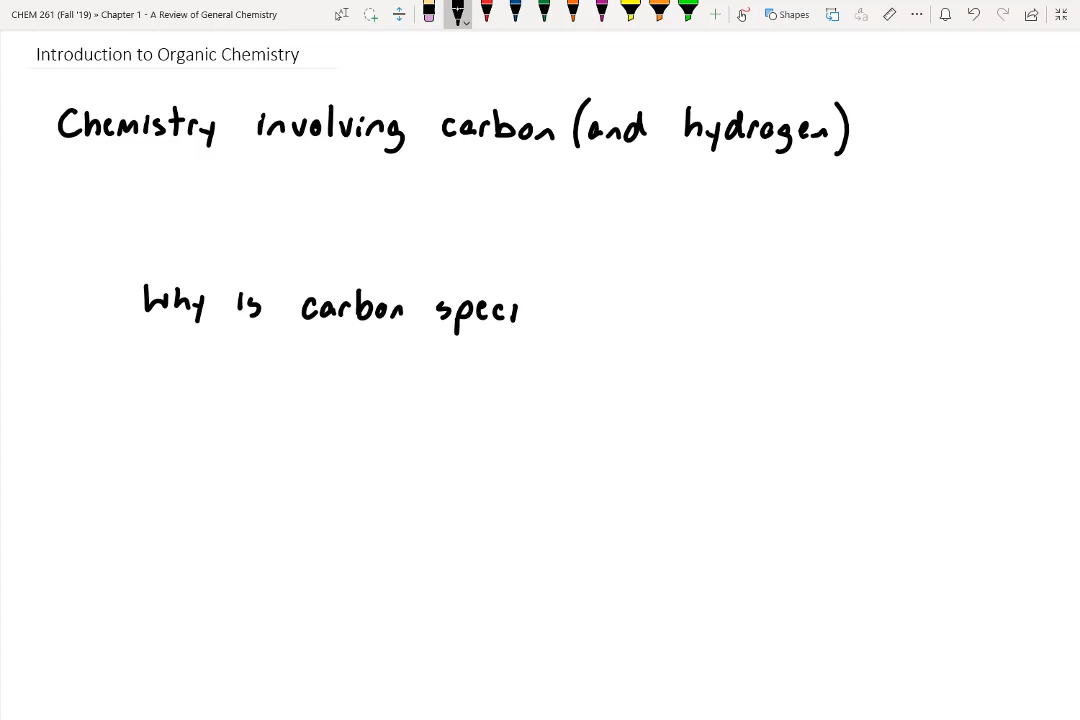 CHEM 261 (Fall '19) » Chapter 1 - A Review of General Chemistry
Shapes
Introduction to Organic Chemistry
Chemistry involving carbon (and hydrogen)
Why is carbon speci